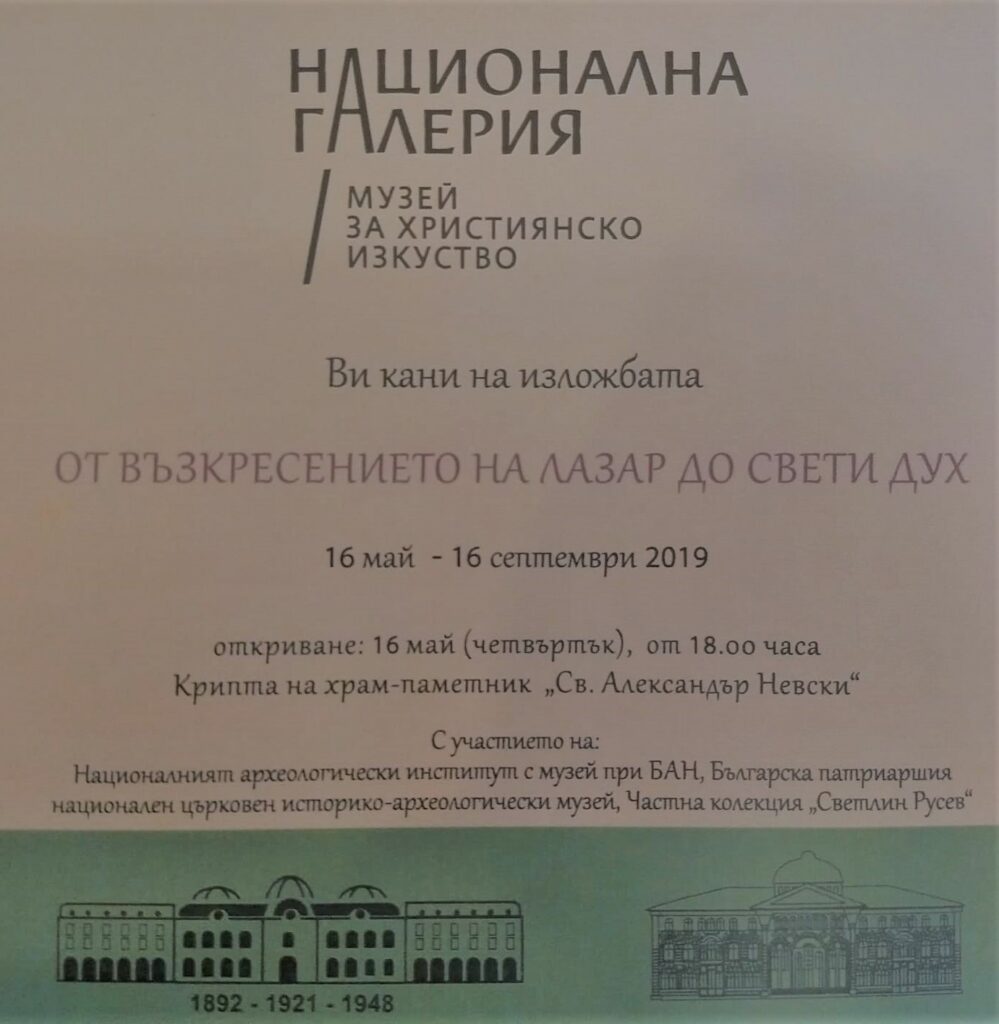 НАЦИОНАЛНА
ГАЛЕРИЯ
МУЗЕЙ
ЗА ХРИСТИЯНСКО
ИЗКУСТВО
Ви кани на изложбата
ОТ ВЪЗКРЕСЕНИЕТО НА ЛАЗАР ДО СВЕТИ ДУХ
16 май - 16 септември 2019
откриване: 16 май (четвъртък), от 18.00 часа
Крипта на храм-паметник „Св. Александър Невски“
С участието на:
Националният археологически институт с музей при БАН, Българска патриаршия
национален църковен историко-археологически музей, Частна колекция „Светлин Русев“
1892 - 1921 - 1948